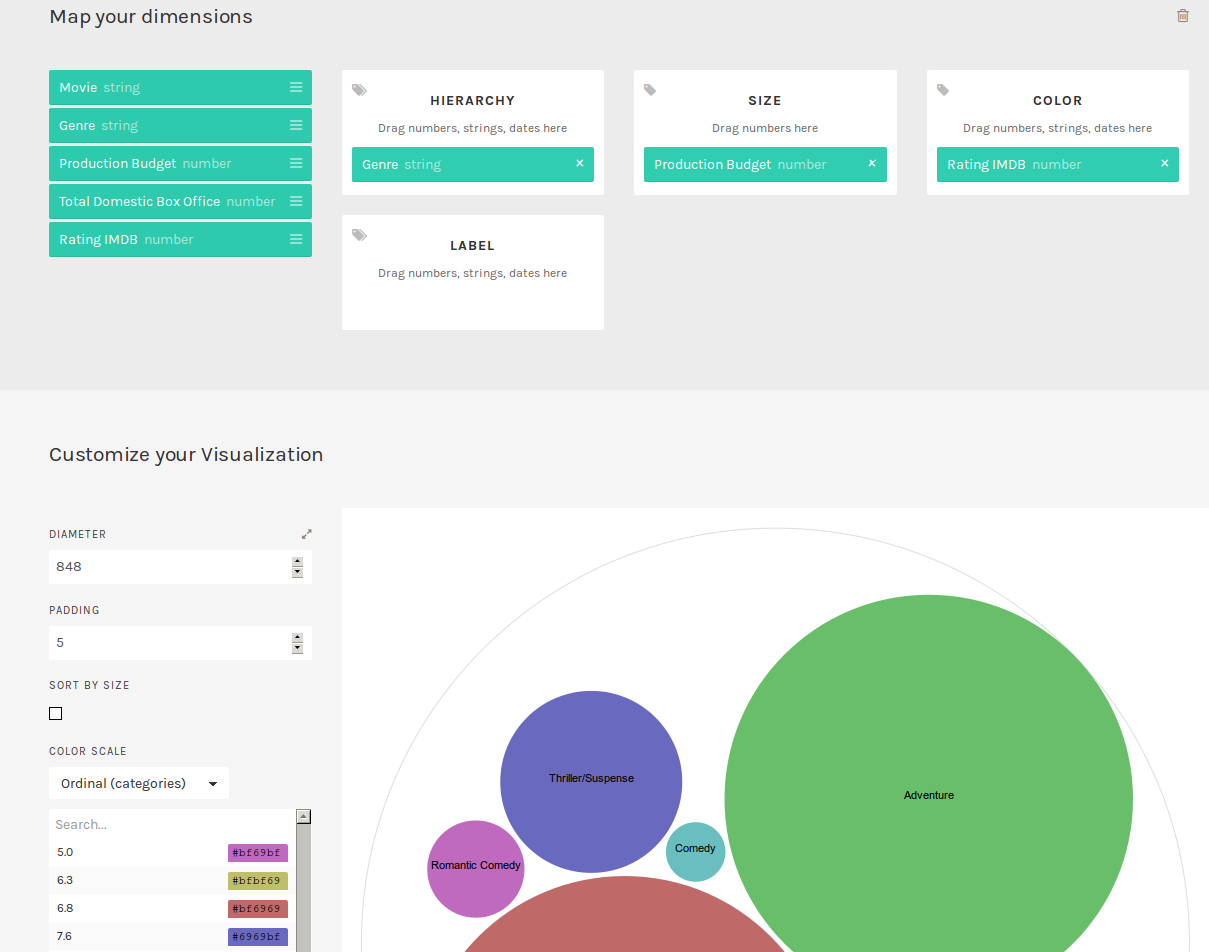 Map your dimensions
Movie string
Genre string
Production Budget number
Total Domestic Box Office number
Rating IMDB number
HIERARCHY
Drag numbers, strings, dates here
Genre string ×
SIZE
Drag numbers here
Production Budget number ×
COLOR
Drag numbers, strings, dates here
Rating IMDB number ×
LABEL
Drag numbers, strings, dates here
Customize your Visualization
DIAMETER
848
PADDING
5
SORT BY SIZE
COLOR SCALE
Ordinal (categories)
Search...
5.0 #bf69bf
6.3 #bfbf69
6.8 #bf6969
7.6 #6969bf
Thriller/Suspense
Adventure
Comedy
Romantic Comedy